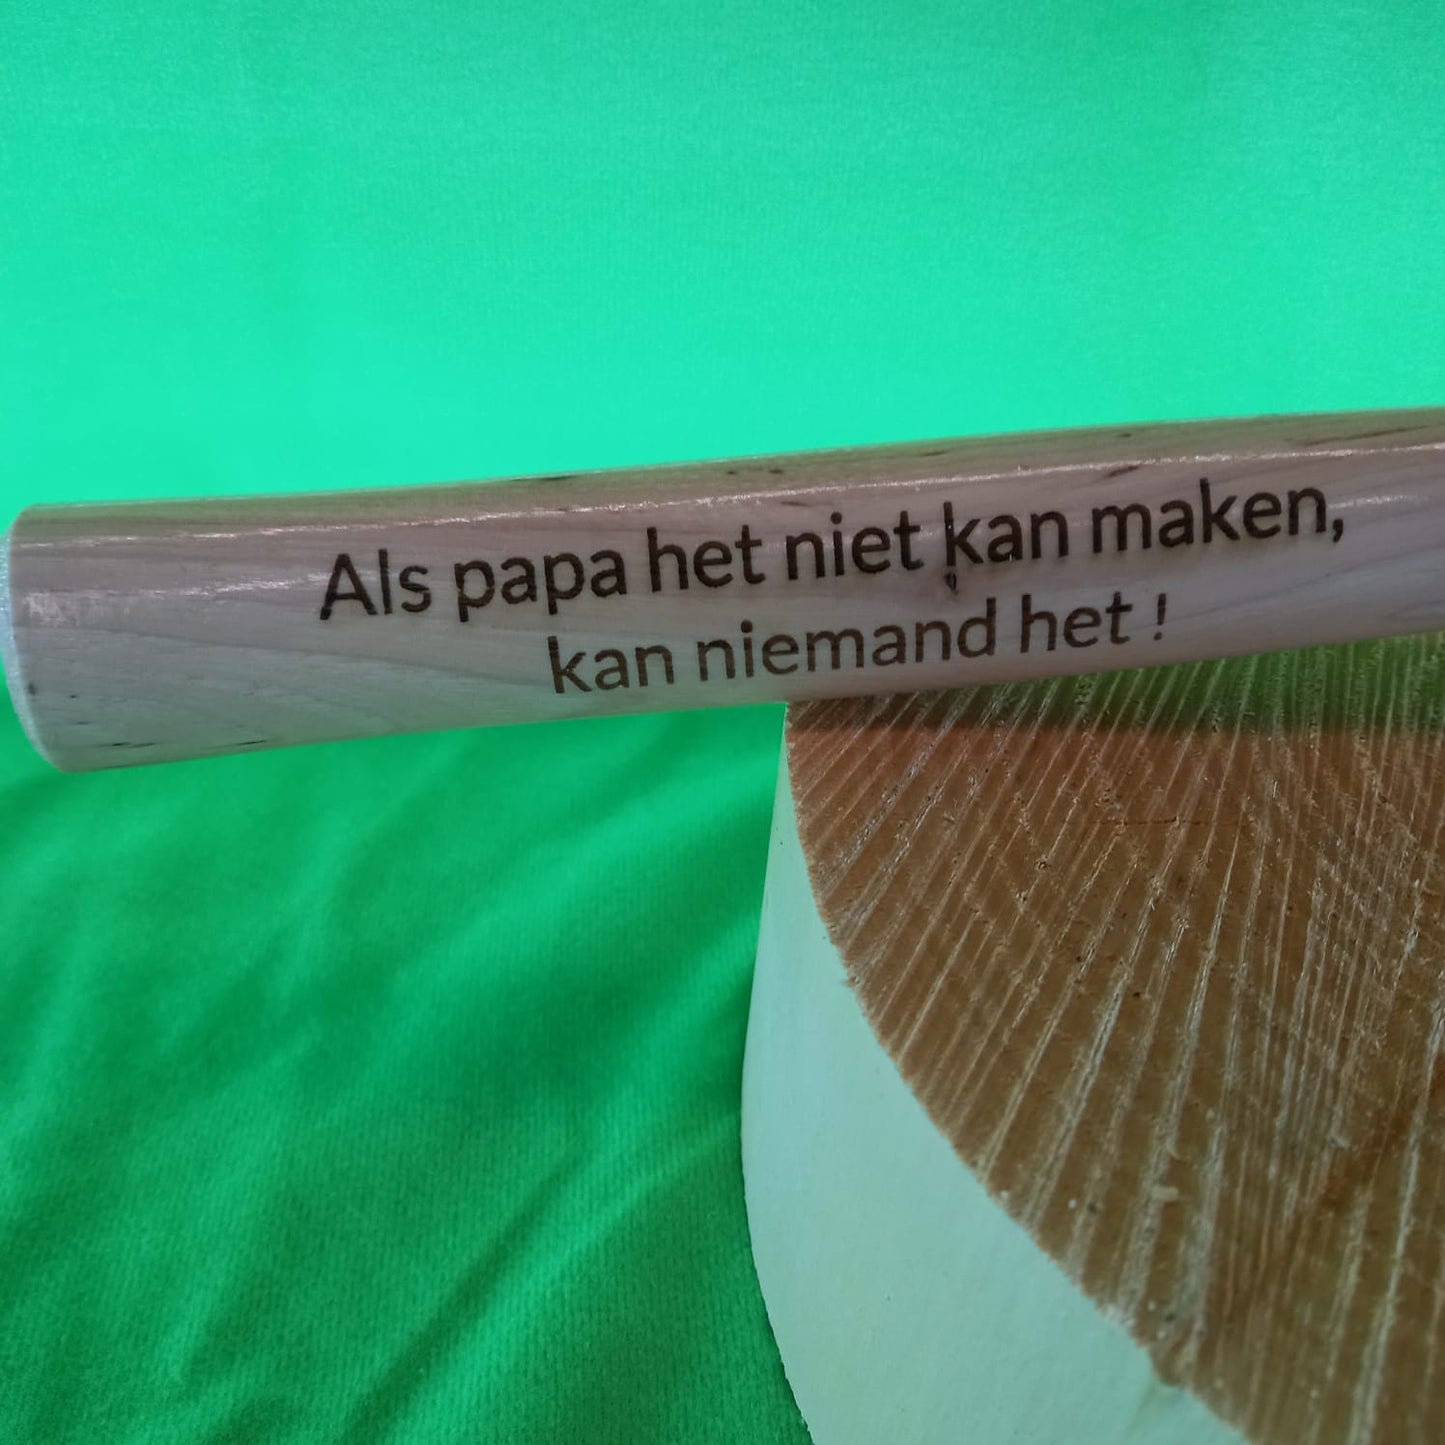 Als papa het niet kan maken,
kan niemand het !